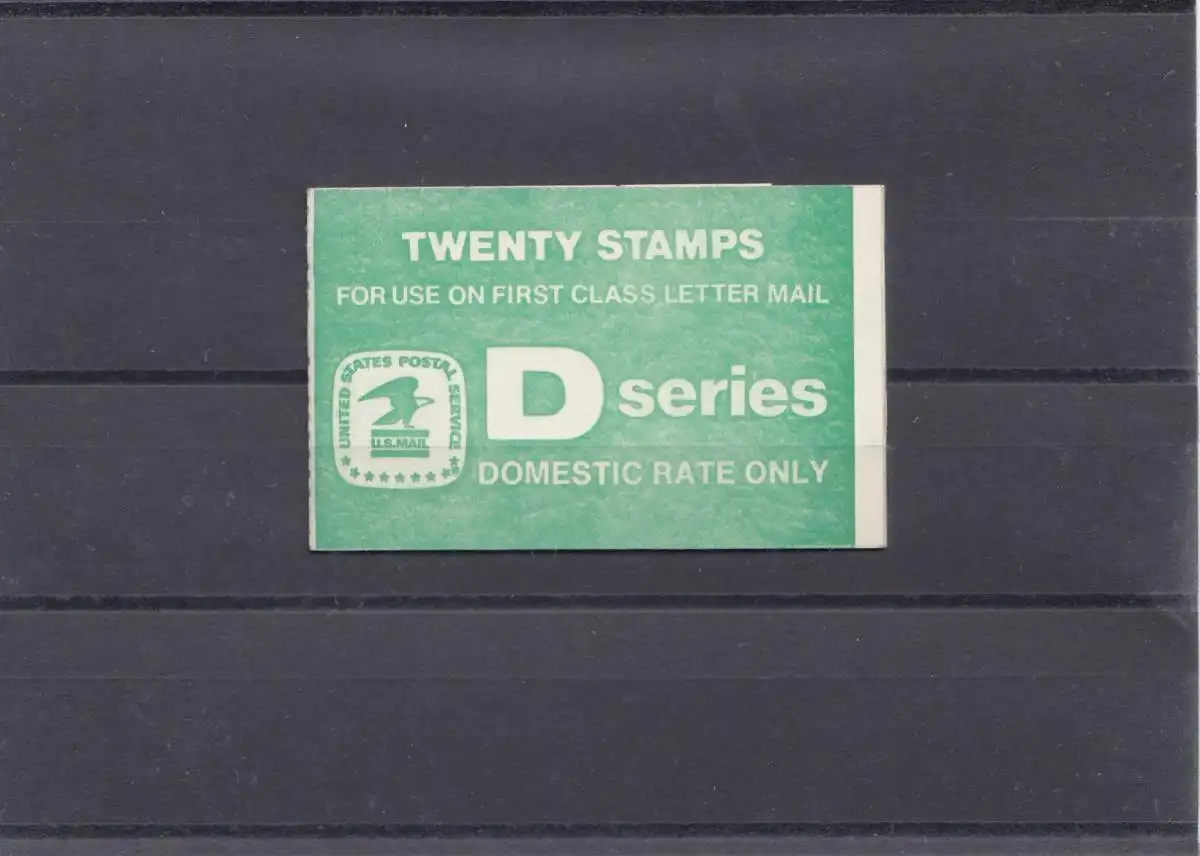 TWENTY STAMPS
FOR USE ON FIRST CLASS LETTER MAIL
UNITED STATES POSTAL SERVICE
U.S.MAIL
D series
DOMESTIC RATE ONLY